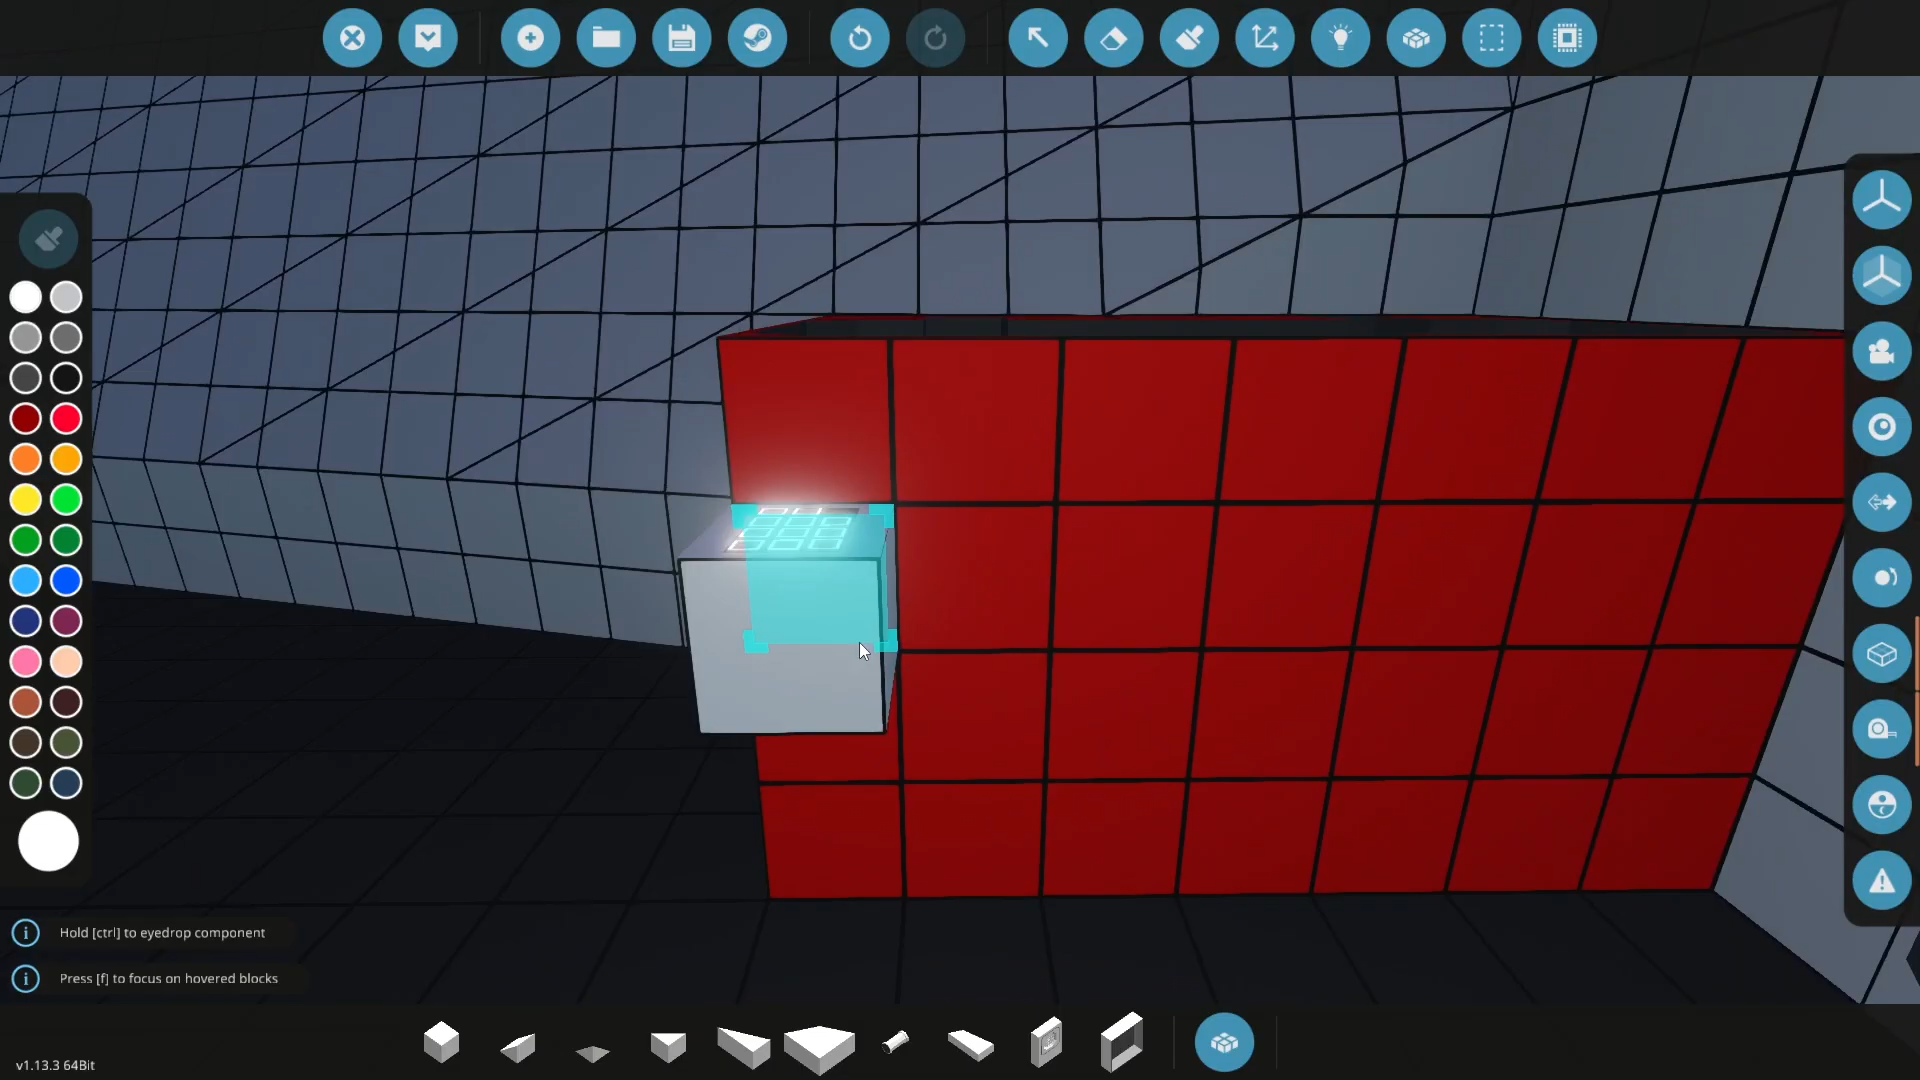 Hold [ctrl] to eyedrop component
Press [f] to focus on hovered blocks
v1.13.3 64Bit